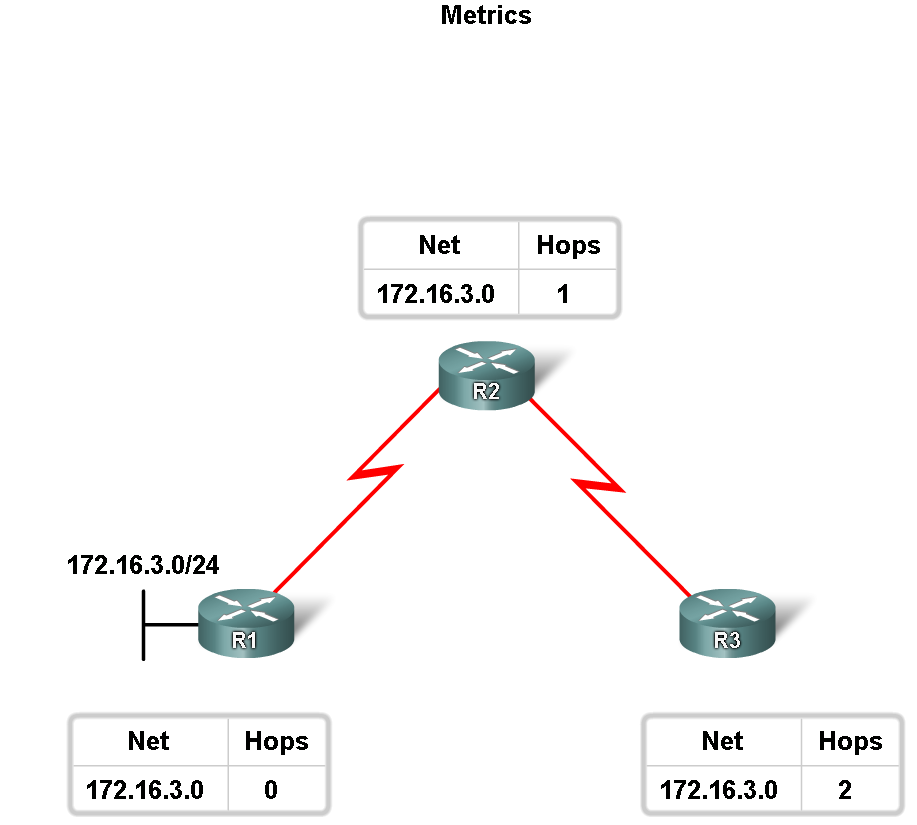 Metrics
Net Hops
172.16.3.0 1
R2
172.16.3.0/24
R1
R3
Net Hops
172.16.3.0 0
Net Hops
172.16.3.0 2